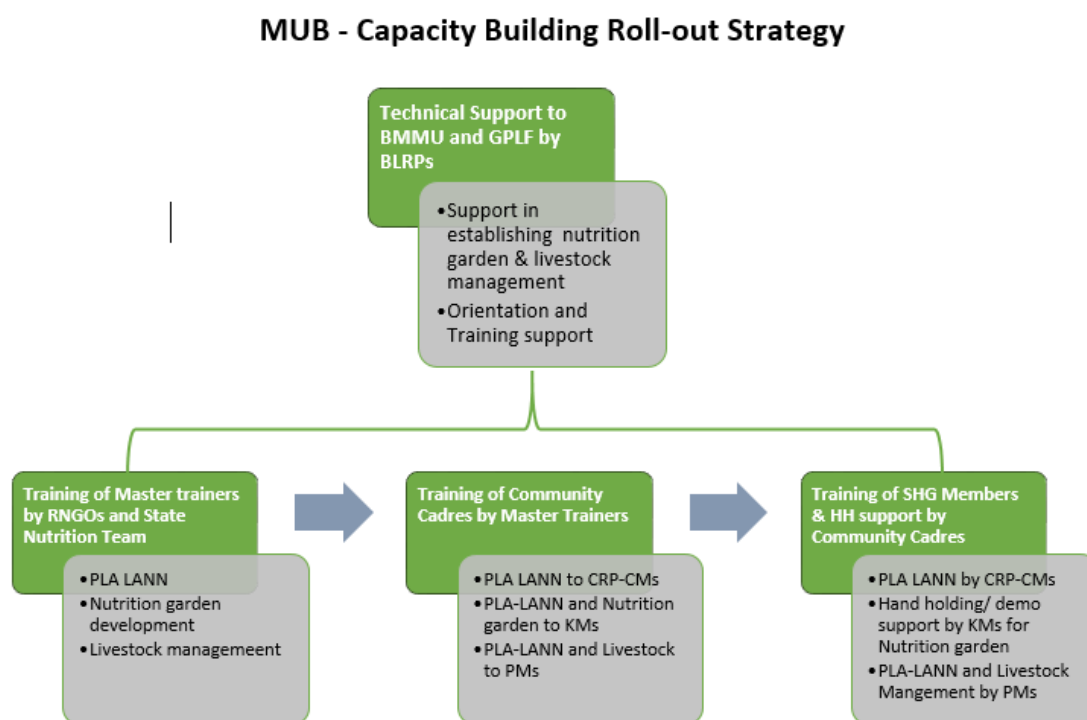 MUB - Capacity Building Roll-out Strategy
Technical Support to
BMMU and GPLF by
BLRPs
•Support in
establishing nutrition
garden & livestock
management
•Orientation and
Training support
Training of Master trainers
by RNGOs and State
Nutrition Team
•PLA LANN
•Nutrition garden
development
•Livestock managemeent
Training of Community
Cadres by Master Trainers
•PLA LANN to CRP-CMs
•PLA-LANN and Nutrition
garden to KMs
•PLA-LANN and Livestock
to PMs
Training of SHG Members
& HH support by
Community Cadres
•PLA LANN by CRP-CMs
•Hand holding/ demo
support by KMs for
Nutrition garden
•PLA-LANN and Livestock
Mangement by PMs